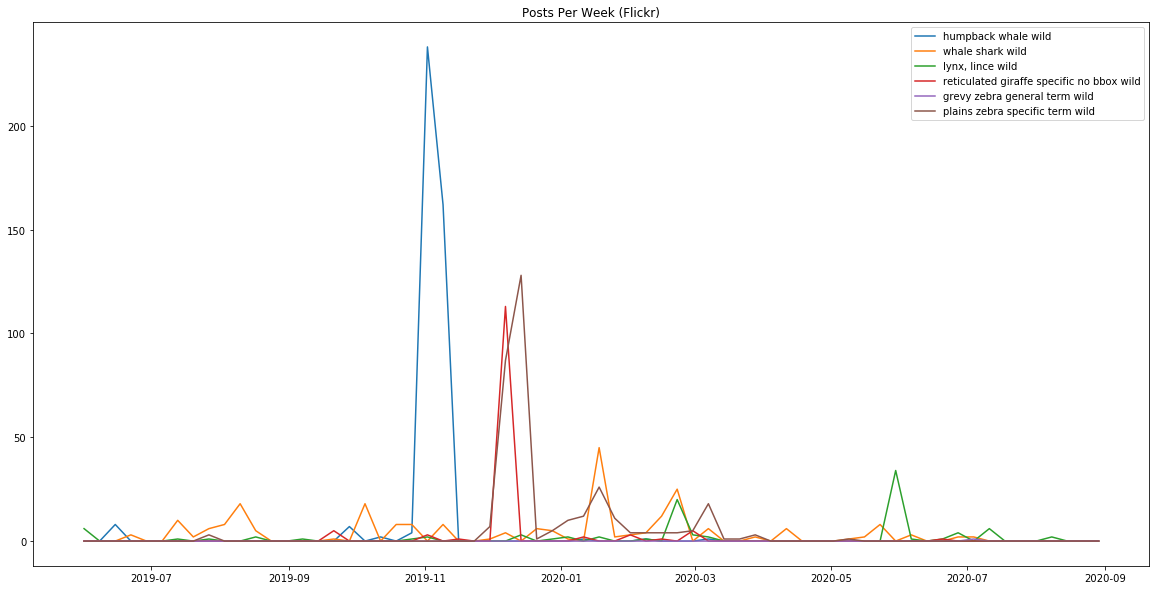 Posts Per Week (Flickr)
humpback whale wild
whale shark wild
lynx, lince wild
reticulated giraffe specific no bbox wild
grevy zebra general term wild
plains zebra specific term wild
200
150
100
50
0
2019-07 2019-09 2019-11 2020-01 2020-03 2020-05 2020-07 2020-09